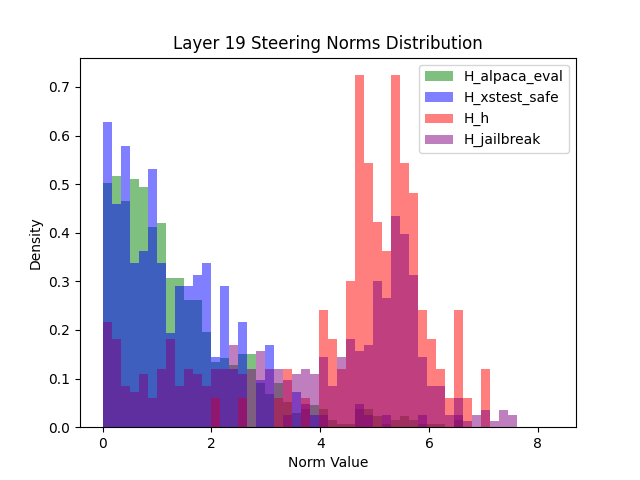 Layer 19 Steering Norms Distribution
H_alpaca_eval
H_xstest_safe
H_h
H_jailbreak
0.7
0.6
0.5
0.4
0.3
0.2
0.1
0.0
Density
0 2 4 6 8
Norm Value